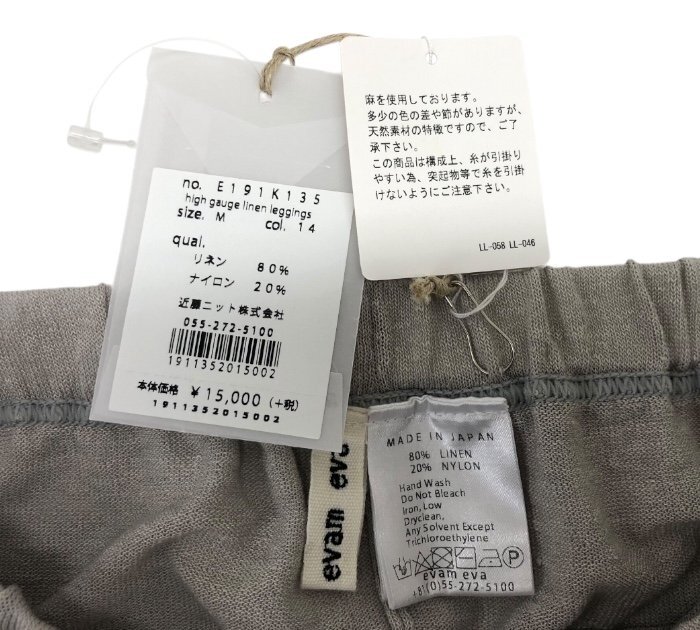 no. E191K135
high gauge linen leggings
size. M col. 14
qual.
リネン 80%
ナイロン 20%
近藤ニット株式会社
055-272-5100
1911352015002
本体価格 ¥15,000 (+税)
1911352015002
麻を使用しております。
多少の色の差や節がありますが、
天然素材の特徴ですので、ご了
承下さい。
この商品は構成上、糸が引掛り
やすい為、突起物等で糸を引掛
けないようにご注意下さい。
LL-058 LL-046
evam eva
MADE IN JAPAN
80% LINEN
20% NYLON
Hand Wash
Do Not Bleach
Iron, Low
Dryclean,
Any Solvent Except
Trichloroethylene
evam eva
+81(0)55-272-5100